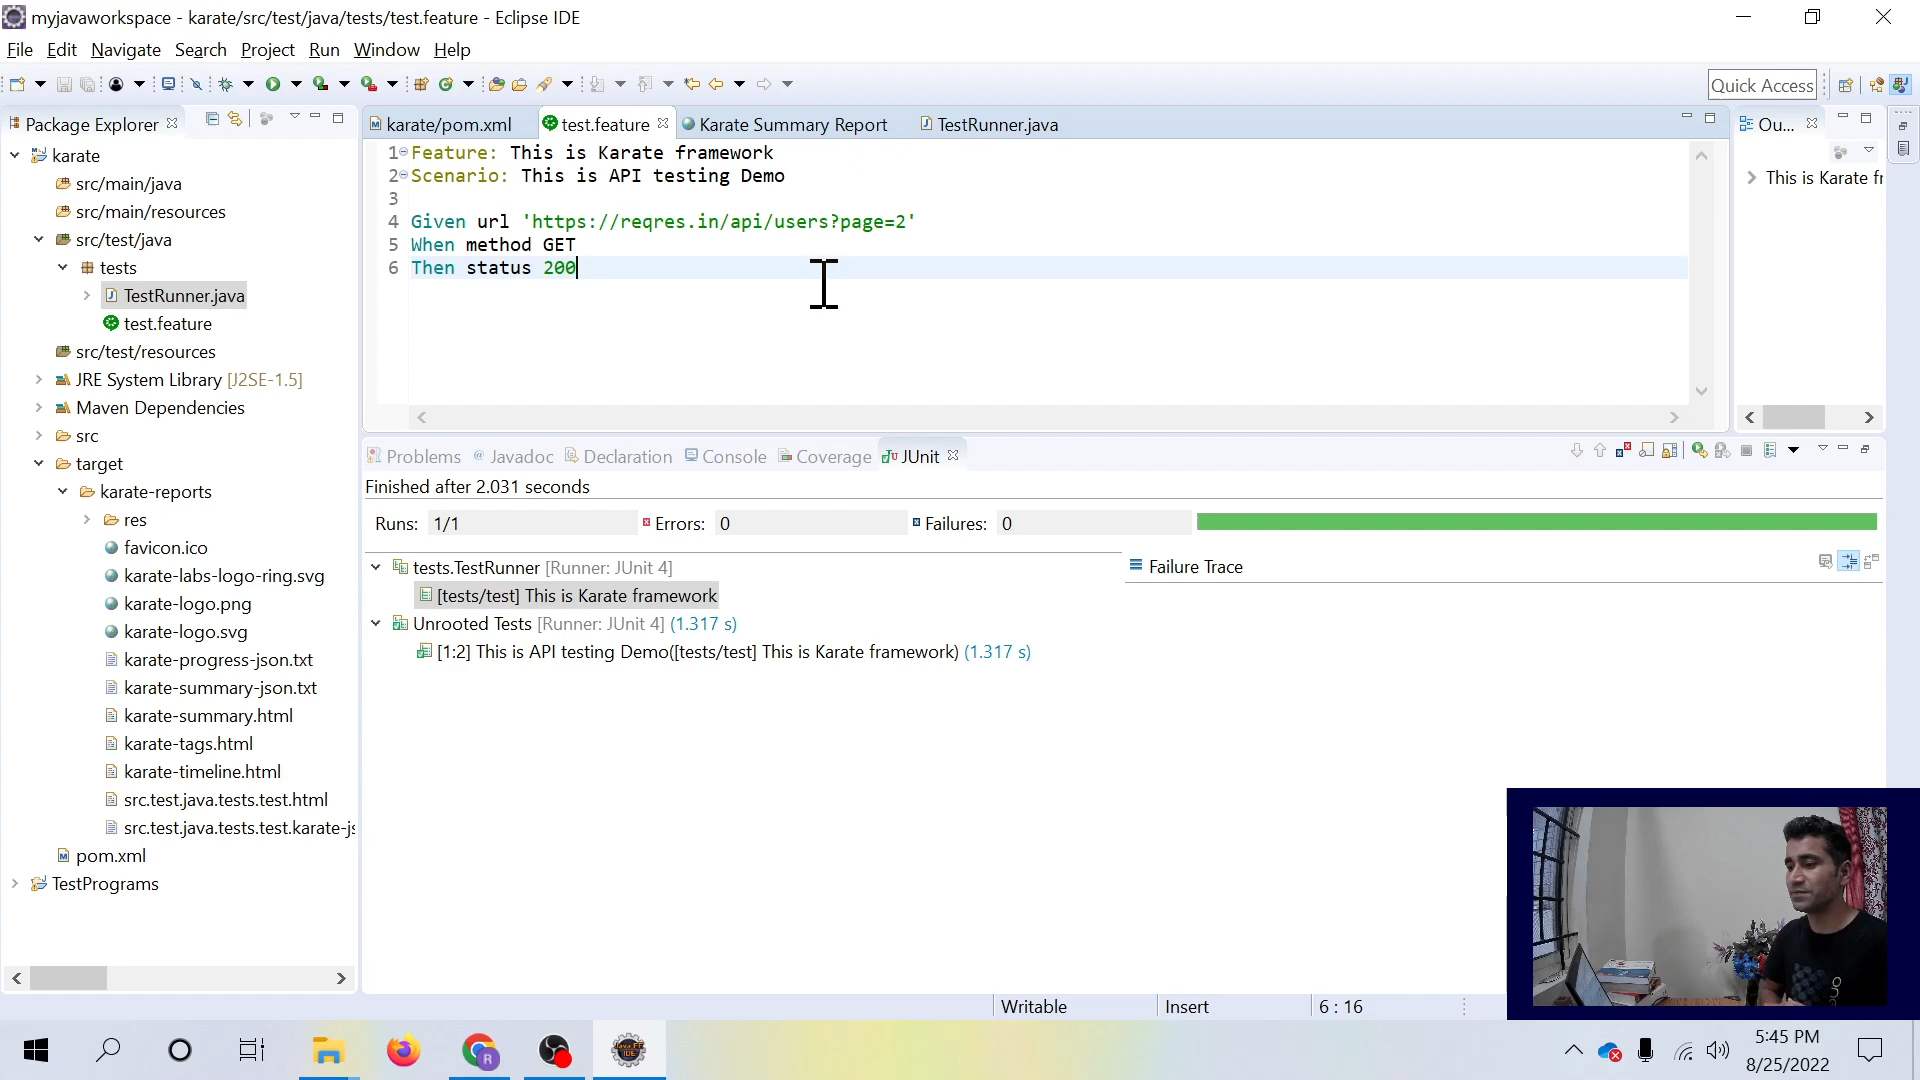 myjavaworkspace - karate/src/test/java/tests/test.feature - Eclipse IDE
File Edit Navigate Search Project Run Window Help
Quick Access
Package Explorer
karate
src/main/java
src/main/resources
src/test/java
tests
TestRunner.java
test.feature
src/test/resources
JRE System Library [J2SE-1.5]
Maven Dependencies
src
target
karate-reports
res
favicon.ico
karate-labs-logo-ring.svg
karate-logo.png
karate-logo.svg
karate-progress-json.txt
karate-summary-json.txt
karate-summary.html
karate-tags.html
karate-timeline.html
src.test.java.tests.test.html
src.test.java.tests.test.karate-js
pom.xml
TestPrograms
karate/pom.xml test.feature Karate Summary Report TestRunner.java
1 Feature: This is Karate framework
2 Scenario: This is API testing Demo
3
4 Given url 'https://reqres.in/api/users?page=2'
5 When method GET
6 Then status 200
Ou...
This is Karate fr
Problems @ Javadoc Declaration Console Coverage JUnit
Finished after 2.031 seconds
Runs: 1/1 Errors: 0 Failures: 0
tests.TestRunner [Runner: JUnit 4]
[tests/test] This is Karate framework
Unrooted Tests [Runner: JUnit 4] (1.317 s)
[1:2] This is API testing Demo([tests/test] This is Karate framework) (1.317 s)
Failure Trace
Writable Insert 6 : 16
5:45 PM
8/25/2022